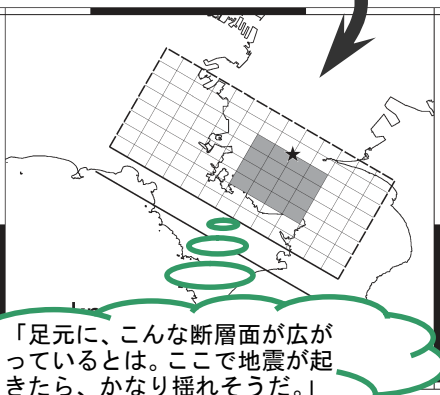 「足元に、こんな断層面が広が
っているとは。ここで地震が起
きたら、かなり揺れそうだ。」